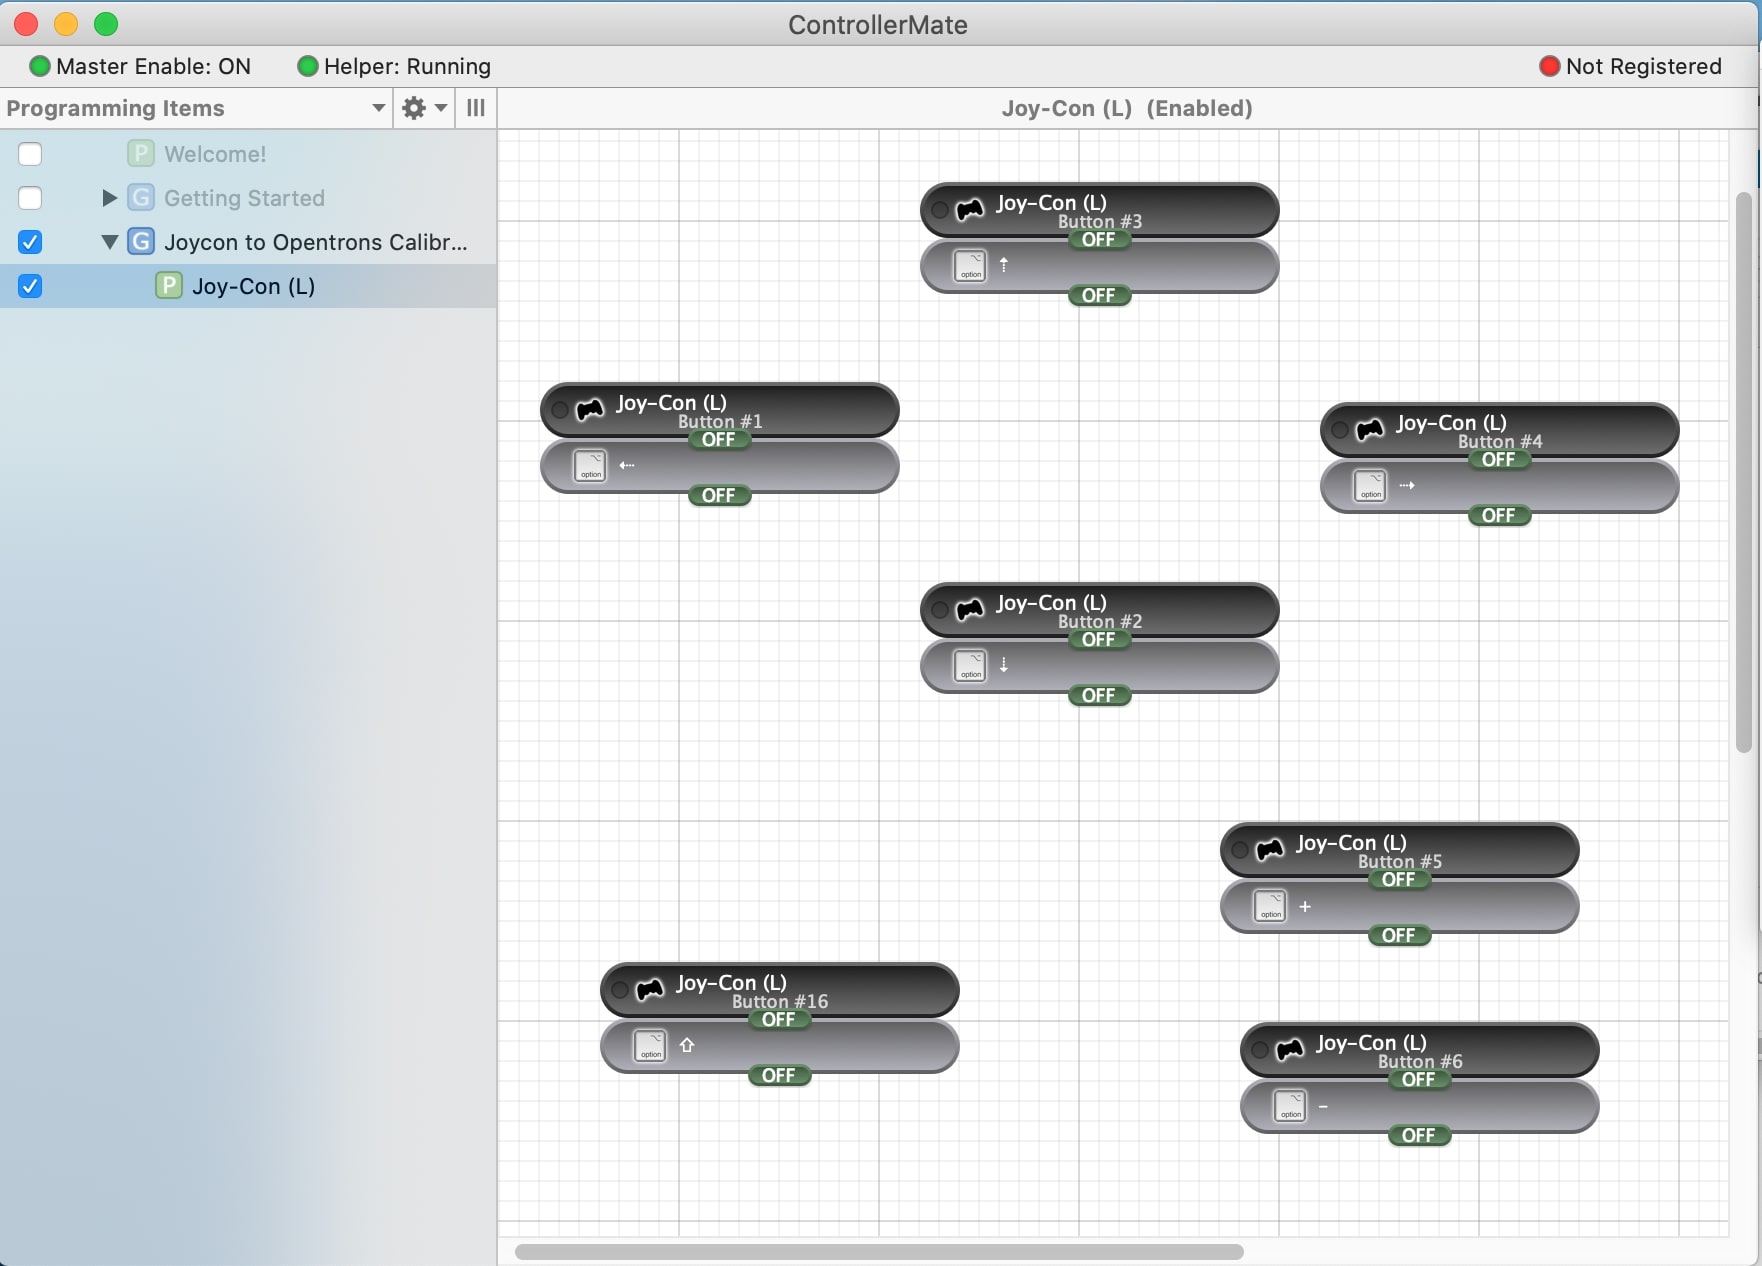 ControllerMate
Master Enable: ON
Helper: Running
Not Registered
Programming Items
Joy-Con (L) (Enabled)
P Welcome!
G Getting Started
G Joycon to Opentrons Calibr...
P Joy-Con (L)
Joy-Con (L)
Button #3
OFF
option ⇡
OFF
Joy-Con (L)
Button #1
OFF
option ⇠
OFF
Joy-Con (L)
Button #4
OFF
option ⇢
OFF
Joy-Con (L)
Button #2
OFF
option ⇣
OFF
Joy-Con (L)
Button #5
OFF
option +
OFF
Joy-Con (L)
Button #16
OFF
option ⇧
OFF
Joy-Con (L)
Button #6
OFF
option -
OFF